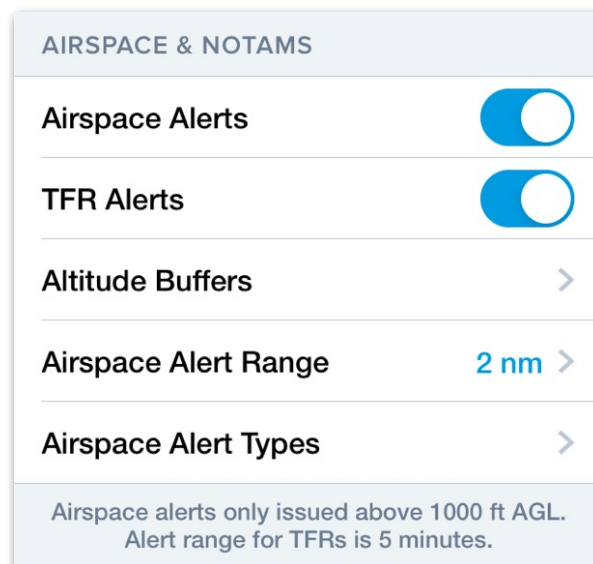 AIRSPACE & NOTAMS
Airspace Alerts
TFR Alerts
Altitude Buffers
Airspace Alert Range 2 nm
Airspace Alert Types
Airspace alerts only issued above 1000 ft AGL.
Alert range for TFRs is 5 minutes.